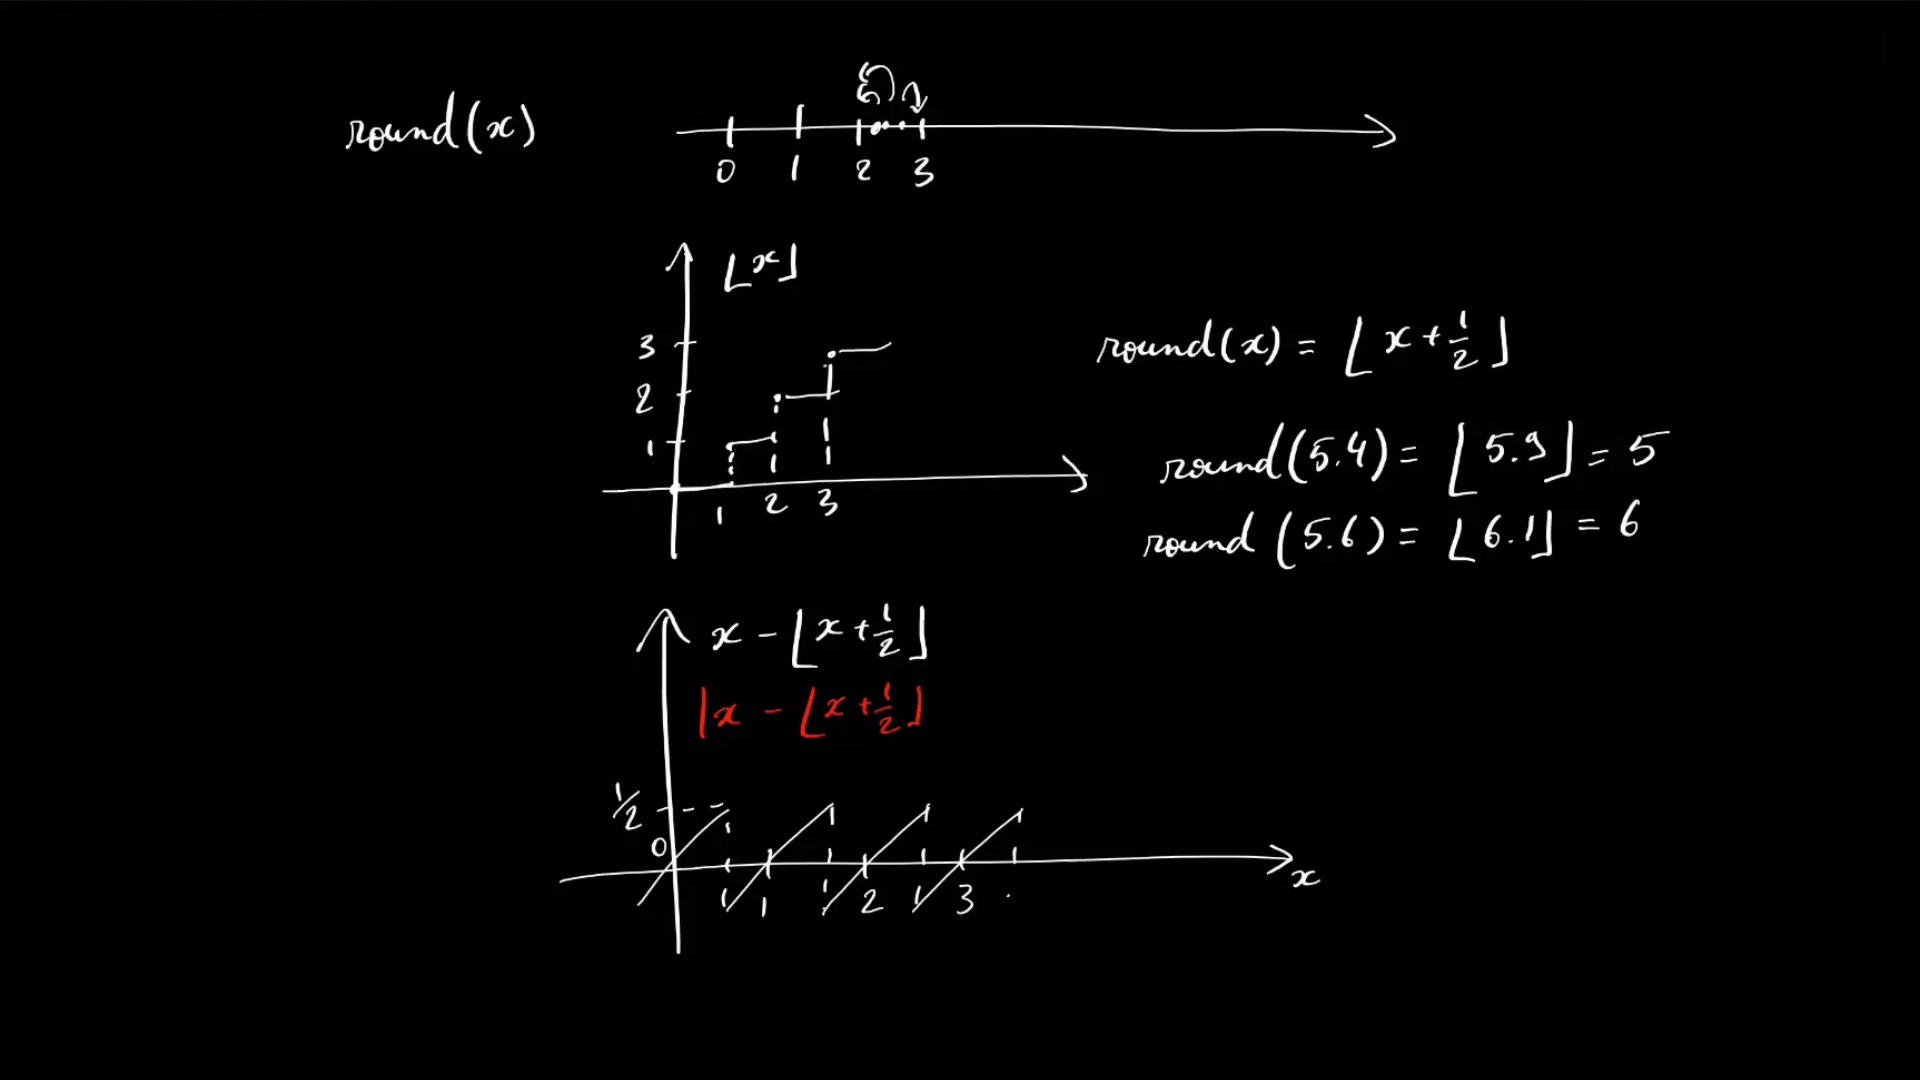 round(x)
0 1 2 3
⌊x⌋
3
2
1
1 2 3
round(x) = ⌊x + 1/2⌋
round(5.4) = ⌊5.9⌋ = 5
round(5.6) = ⌊6.1⌋ = 6
x - ⌊x + 1/2⌋
|x - ⌊x + 1/2⌋
1/2
0
1 2 3
x